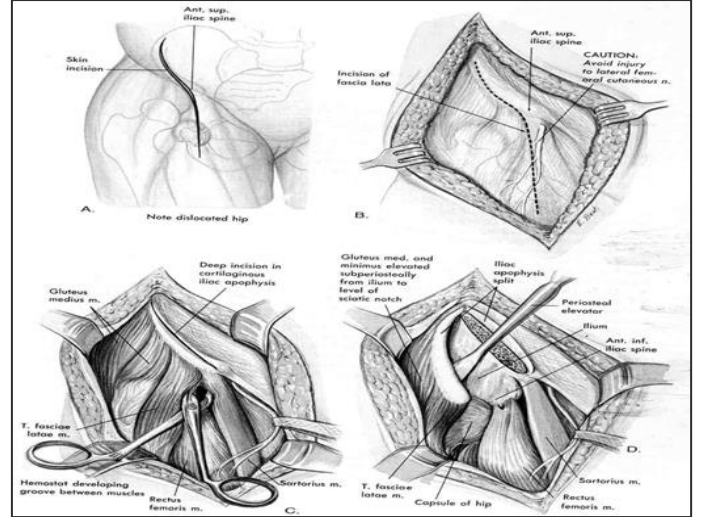 Ant. sup.
iliac spine
Skin
incision
A.
Note dislocated hip
Ant. sup.
iliac spine
CAUTION:
Avoid injury
to lateral fem-
oral cutaneous n.
Incision of
fascia lata
B.
Deep incision in
cartilaginous
iliac apophysis
Gluteus
medius m.
T. fasciae
latae m.
Hemostat developing
groove between muscles
Rectus
femoris m.
Sartorius m.
C.
Gluteus med. and
minimus elevated
subperiosteally
from ilium to
level of
sciatic notch
Iliac
apophysis
split
Periosteal
elevator
Ilium
Ant. inf.
iliac spine
D.
T. fasciae
latae m.
Capsule of hip
Sartorius m.
Rectus
femoris m.